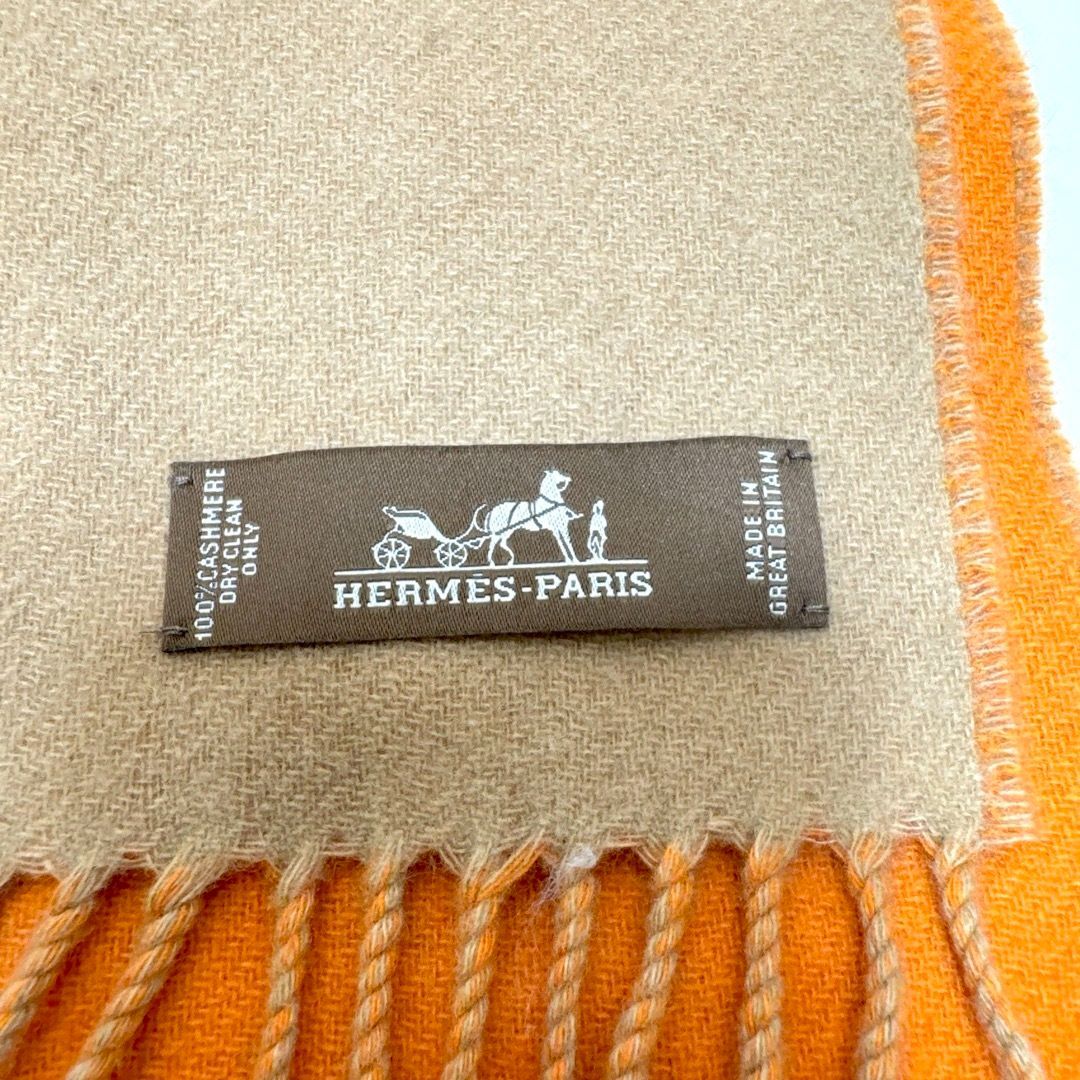 100%CASHMERE
DRY CLEAN
ONLY
HERMÈS-PARIS
MADE IN
GREAT BRITAIN